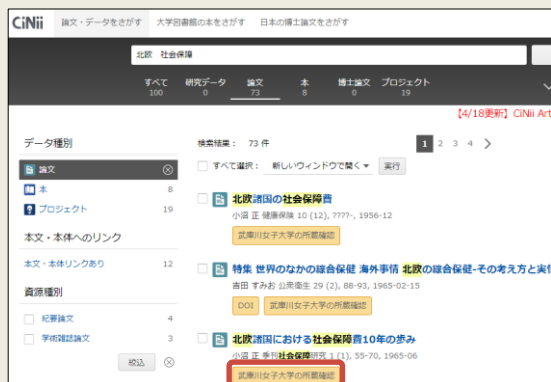 CiNii 論文・データをさがす 大学図書館の本をさがす 日本の博士論文をさがす
北欧 社会保障
すべて 研究データ 論文 本 博士論文 プロジェクト
100 0 73 8 0 19
【4/18更新】CiNii Art
データ種別
論文
本 8
プロジェクト 19
本文・本体へのリンク
本文・本体リンクあり 12
資源種別
紀要論文 4
学術雑誌論文 3
絞込
検索結果： 73 件
1 2 3 4
すべて選択： 新しいウィンドウで開く 実行
北欧諸国の社会保障費
小沼 正 健康保険 10 (12), ????-, 1956-12
武庫川女子大学の所蔵確認
特集 世界のなかの綜合保健 海外事情 北欧の綜合保健-その考え方と実情
吉田 すみお 公衆衛生 29 (2), 88-93, 1965-02-15
DOI 武庫川女子大学の所蔵確認
北欧諸国における社会保障費10年の歩み
小沼 正 季刊社会保障研究 1 (1), 55-70, 1965-06
武庫川女子大学の所蔵確認